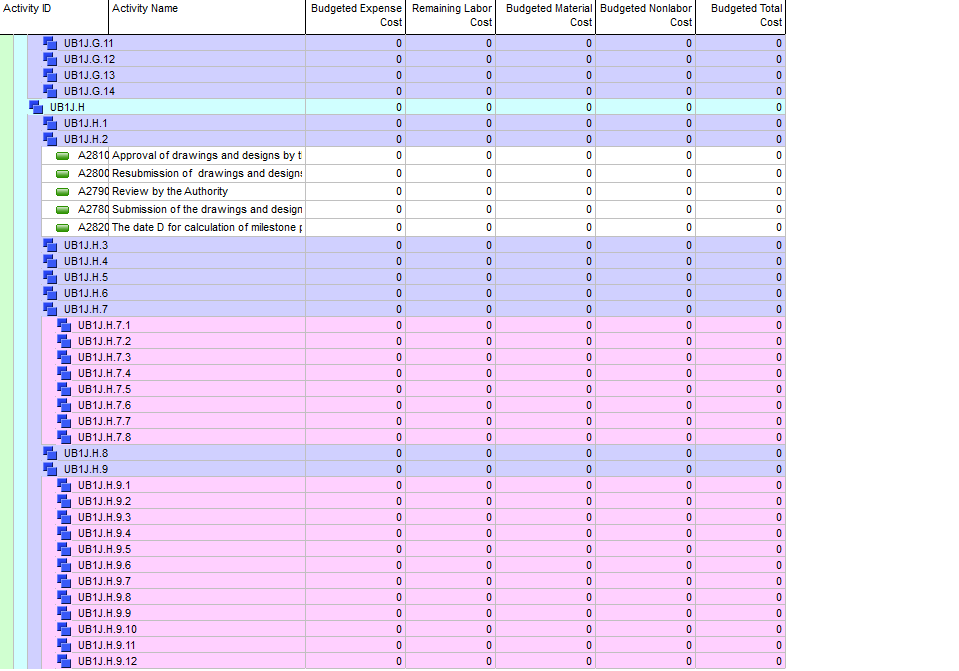 Activity ID Activity Name Budgeted Expense Cost Remaining Labor Cost Budgeted Material Cost Budgeted Nonlabor Cost Budgeted Total Cost
UB1J.G.11 0 0 0 0 0
UB1J.G.12 0 0 0 0 0
UB1J.G.13 0 0 0 0 0
UB1J.G.14 0 0 0 0 0
UB1J.H 0 0 0 0 0
UB1J.H.1 0 0 0 0 0
UB1J.H.2 0 0 0 0 0
A2810 Approval of drawings and designs by t 0 0 0 0 0
A2800 Resubmission of drawings and designs 0 0 0 0 0
A2790 Review by the Authority 0 0 0 0 0
A2780 Submission of the drawings and design 0 0 0 0 0
A2820 The date D for calculation of milestone p 0 0 0 0 0
UB1J.H.3 0 0 0 0 0
UB1J.H.4 0 0 0 0 0
UB1J.H.5 0 0 0 0 0
UB1J.H.6 0 0 0 0 0
UB1J.H.7 0 0 0 0 0
UB1J.H.7.1 0 0 0 0 0
UB1J.H.7.2 0 0 0 0 0
UB1J.H.7.3 0 0 0 0 0
UB1J.H.7.4 0 0 0 0 0
UB1J.H.7.5 0 0 0 0 0
UB1J.H.7.6 0 0 0 0 0
UB1J.H.7.7 0 0 0 0 0
UB1J.H.7.8 0 0 0 0 0
UB1J.H.8 0 0 0 0 0
UB1J.H.9 0 0 0 0 0
UB1J.H.9.1 0 0 0 0 0
UB1J.H.9.2 0 0 0 0 0
UB1J.H.9.3 0 0 0 0 0
UB1J.H.9.4 0 0 0 0 0
UB1J.H.9.5 0 0 0 0 0
UB1J.H.9.6 0 0 0 0 0
UB1J.H.9.7 0 0 0 0 0
UB1J.H.9.8 0 0 0 0 0
UB1J.H.9.9 0 0 0 0 0
UB1J.H.9.10 0 0 0 0 0
UB1J.H.9.11 0 0 0 0 0
UB1J.H.9.12 0 0 0 0 0